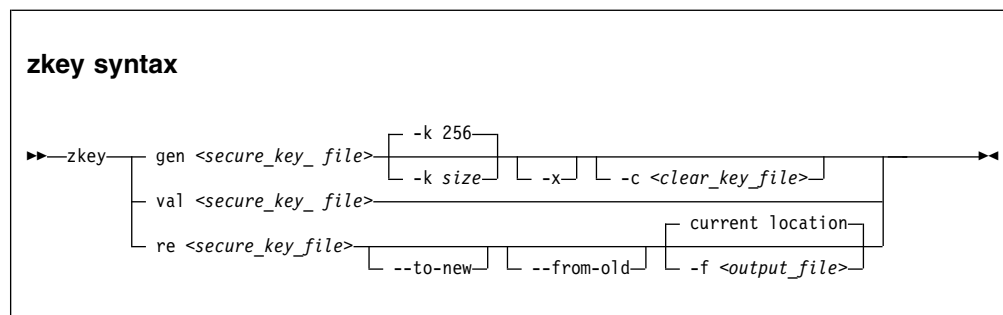 zkey syntax
-k 256
zkey gen <secure_key_ file> -k size -x -c <clear_key_file>
val <secure_key_ file>
current location
re <secure_key_file> --to-new --from-old -f <output_file>